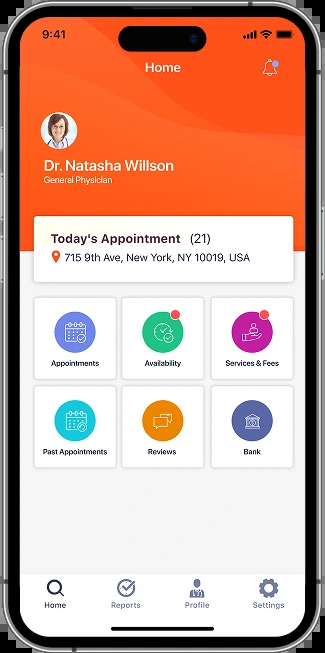 9:41
Home
Dr. Natasha Willson
General Physician
Today's Appointment (21)
715 9th Ave, New York, NY 10019, USA
Appointments
Availability
Services & Fees
Past Appointments
Reviews
Bank
Home
Reports
Profile
Settings